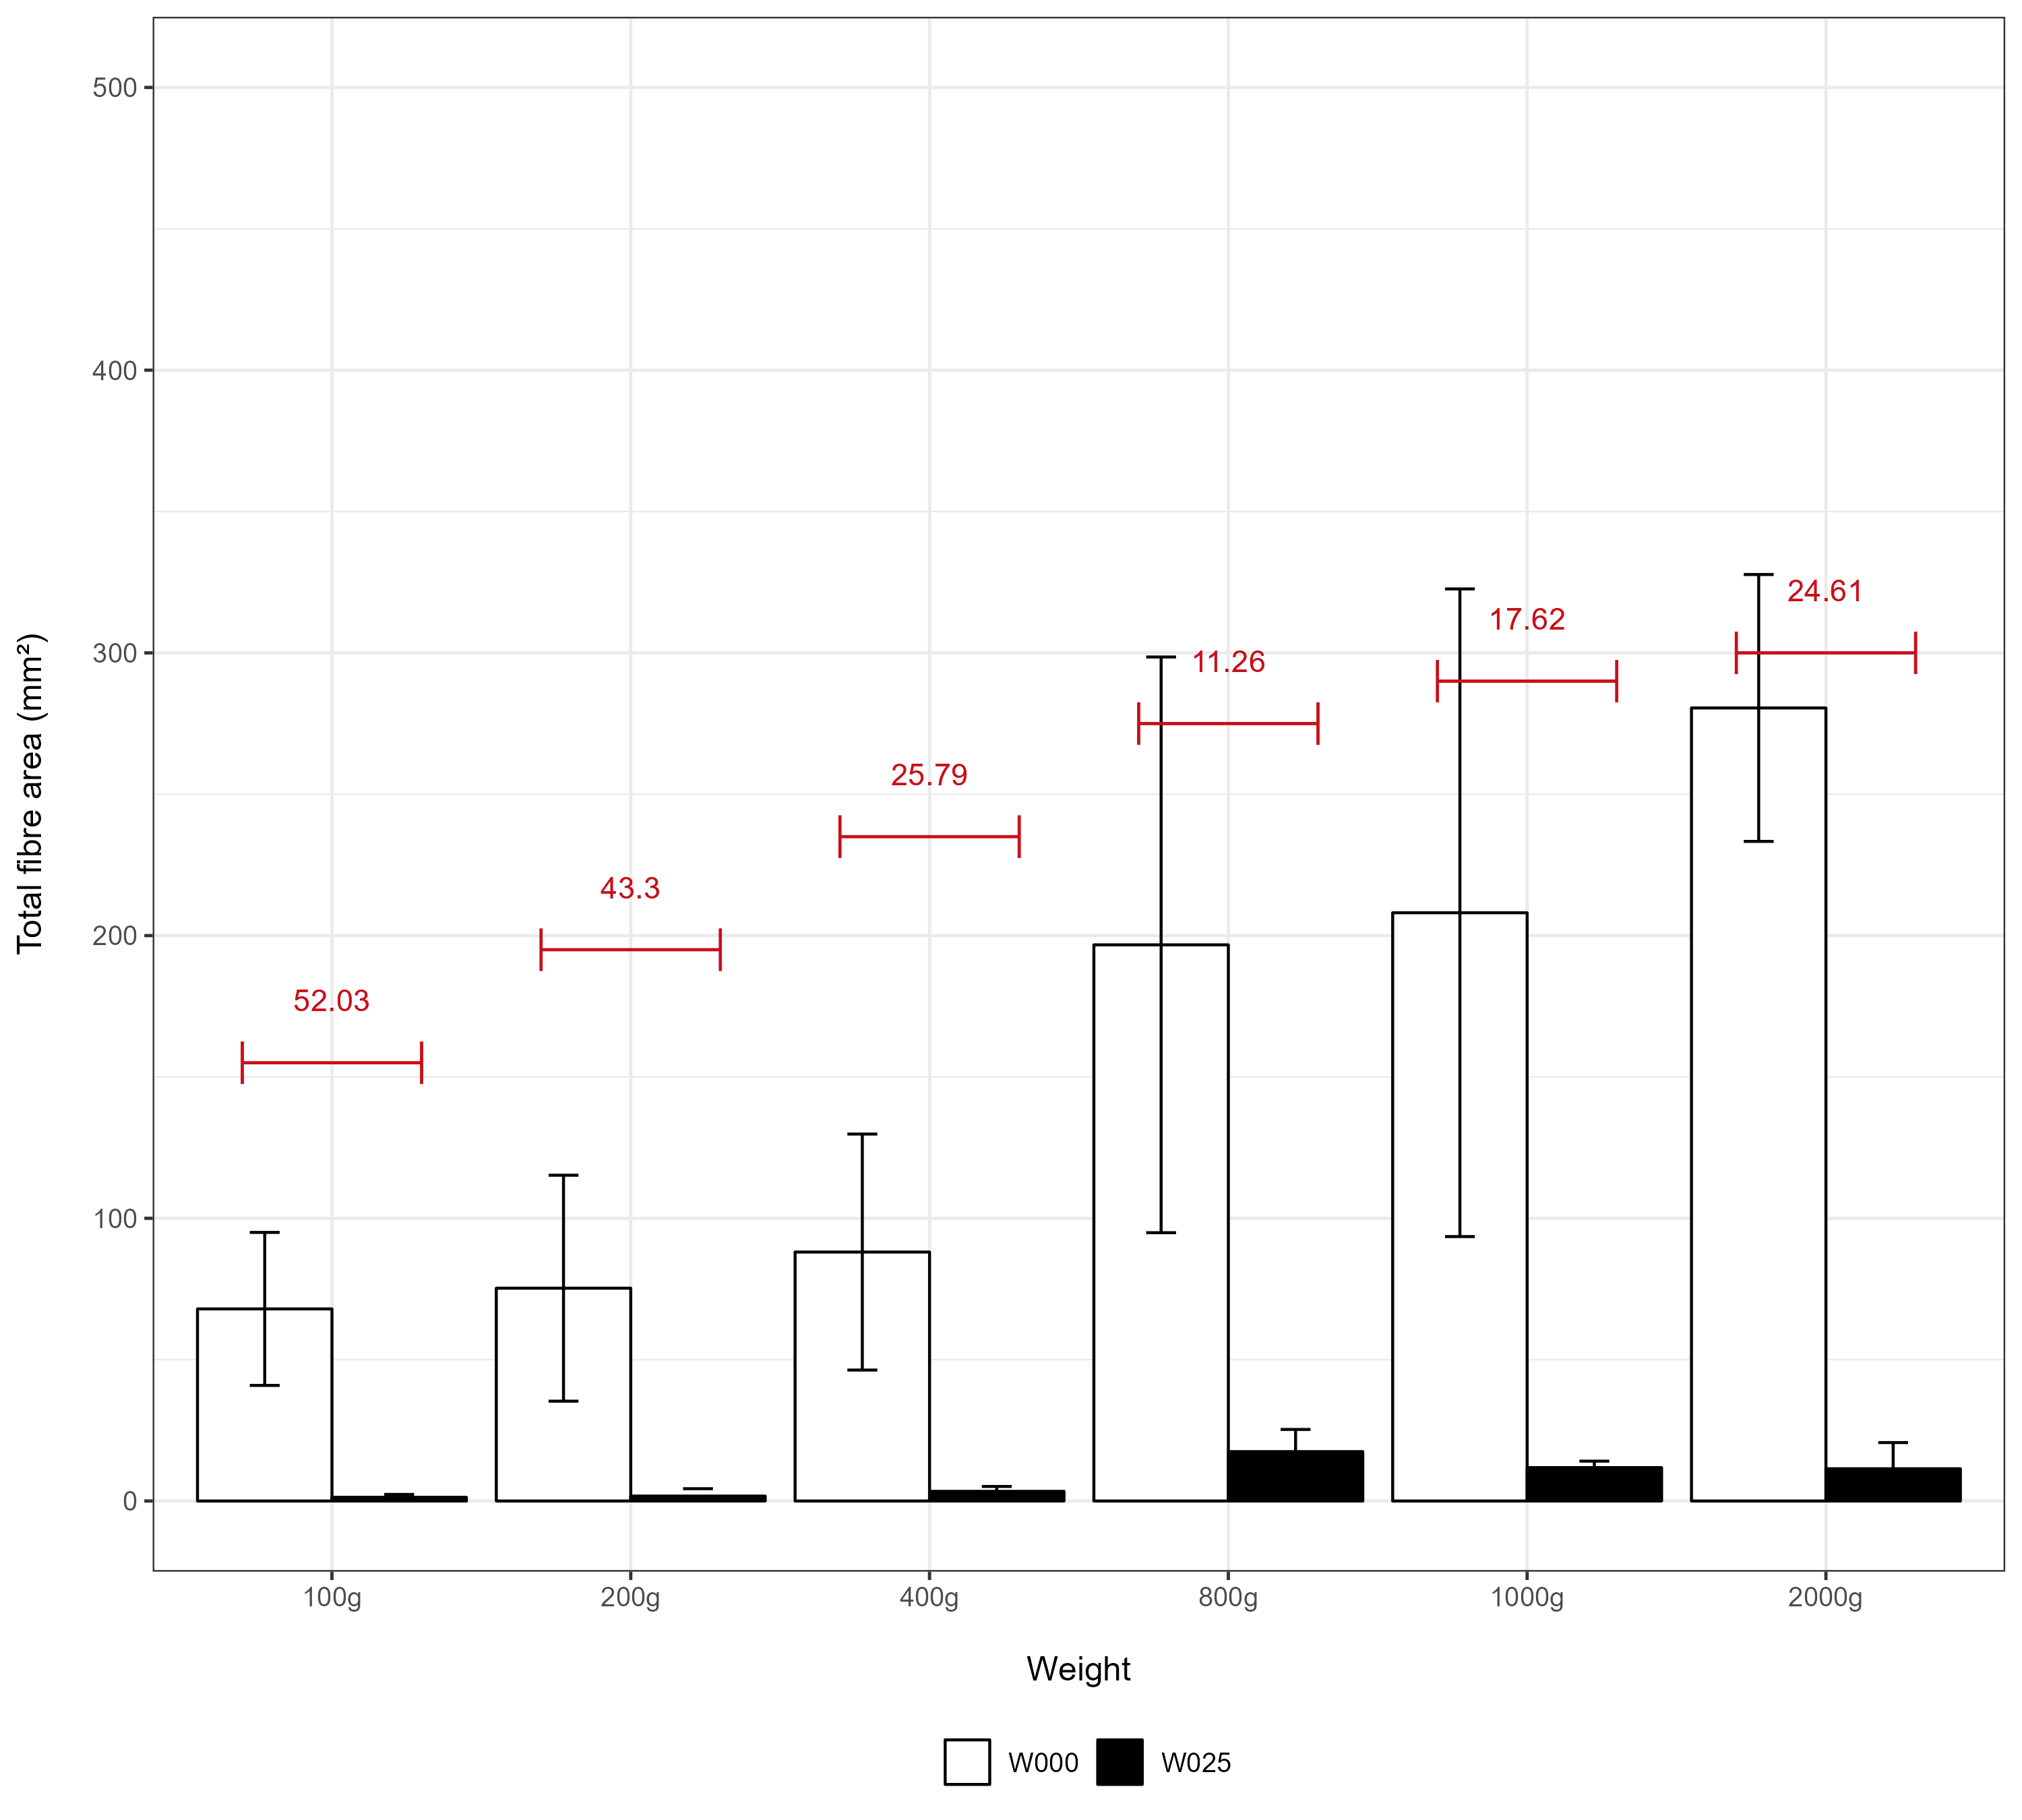 500
400
300
200
100
0
Total fibre area (mm²)
52.03
43.3
25.79
11.26
17.62
24.61
100g
200g
400g
800g
1000g
2000g
Weight
W000
W025